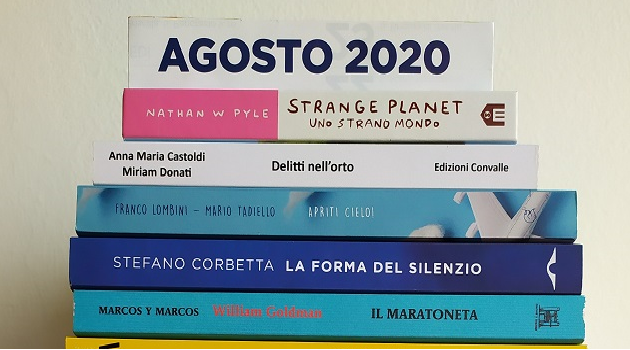 AGOSTO 2020
NATHAN W PYLE STRANGE PLANET
UNO STRANO MONDO
Anna Maria Castoldi
Miriam Donati
Delitti nell'orto
Edizioni Convalle
FRANCO LOMBINI – MARIO TADIELLO APRITI CIELO!
STEFANO CORBETTA LA FORMA DEL SILENZIO
MARCOS Y MARCOS William Goldman IL MARATONETA